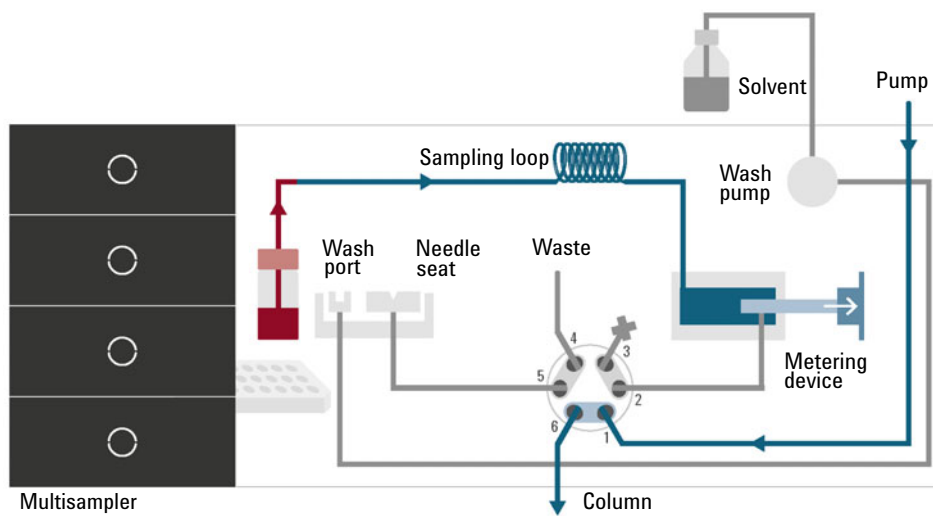 Solvent
Pump
Sampling loop
Wash
pump
Wash
port
Needle
seat
Waste
4
3
5
2
6
1
Metering
device
Multisampler
Column